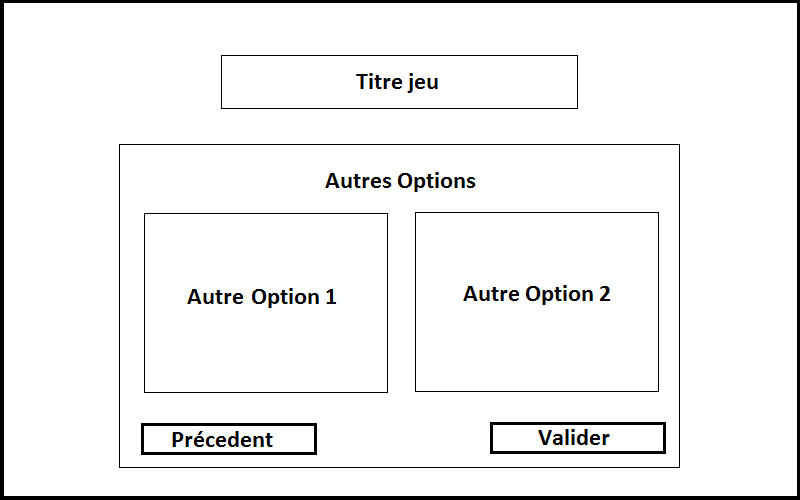 Titre jeu
Autres Options
Autre Option 1
Autre Option 2
Précedent
Valider